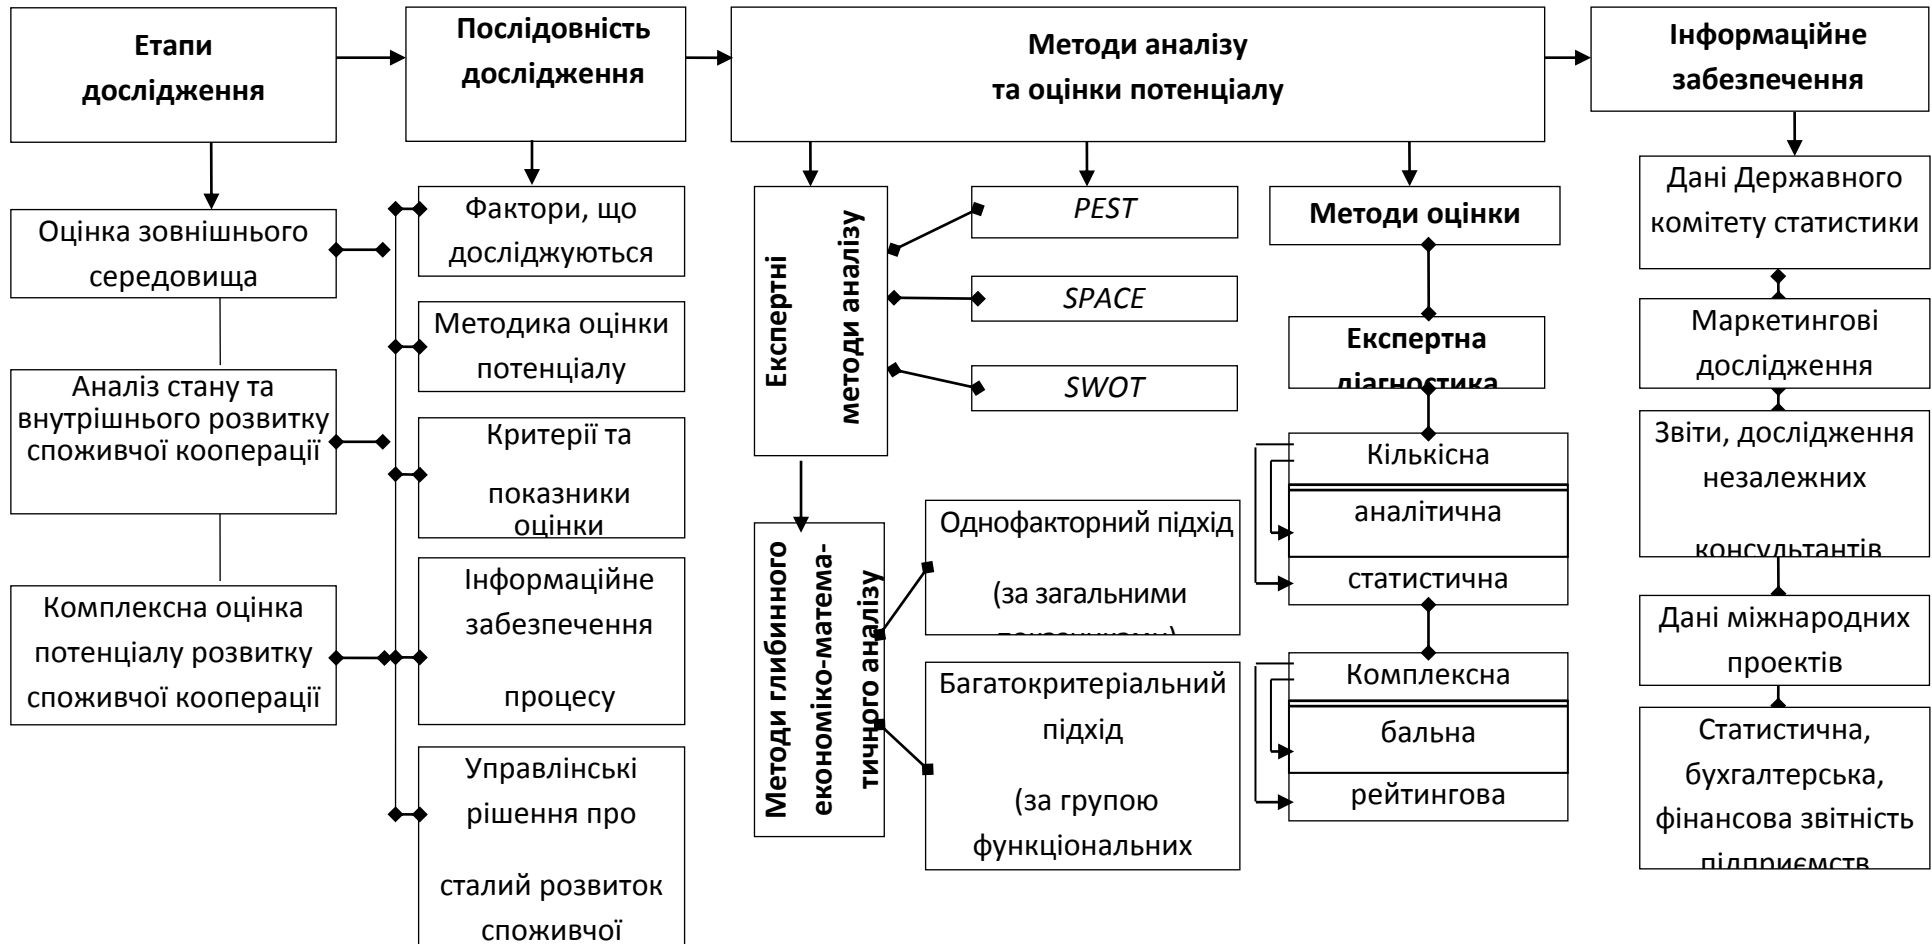 Етапи
дослідження
Послідовність
дослідження
Методи аналізу
та оцінки потенціалу
Інформаційне
забезпечення
Оцінка зовнішнього
середовища
Аналіз стану та
внутрішнього розвитку
споживчої кооперації
Комплексна оцінка
потенціалу розвитку
споживчої кооперації
Фактори, що
досліджуються
Методика оцінки
потенціалу
Критерії та
показники
оцінки
Інформаційне
забезпечення
процесу
Управлінські
рішення про
сталий розвиток
споживчої
Експертні
методи аналізу
PEST
SPACE
SWOT
Методи глибинного
економіко-матема-
тичного аналізу
Однофакторний підхід
(за загальними
показниками)
Багатокритеріальний
підхід
(за групою
функціональних
Методи оцінки
Експертна
діагностика
Кількісна
аналітична
статистична
Комплексна
бальна
рейтингова
Дані Державного
комітету статистики
Маркетингові
дослідження
Звіти, дослідження
незалежних
консультантів
Дані міжнародних
проектів
Статистична,
бухгалтерська,
фінансова звітність
підприємств